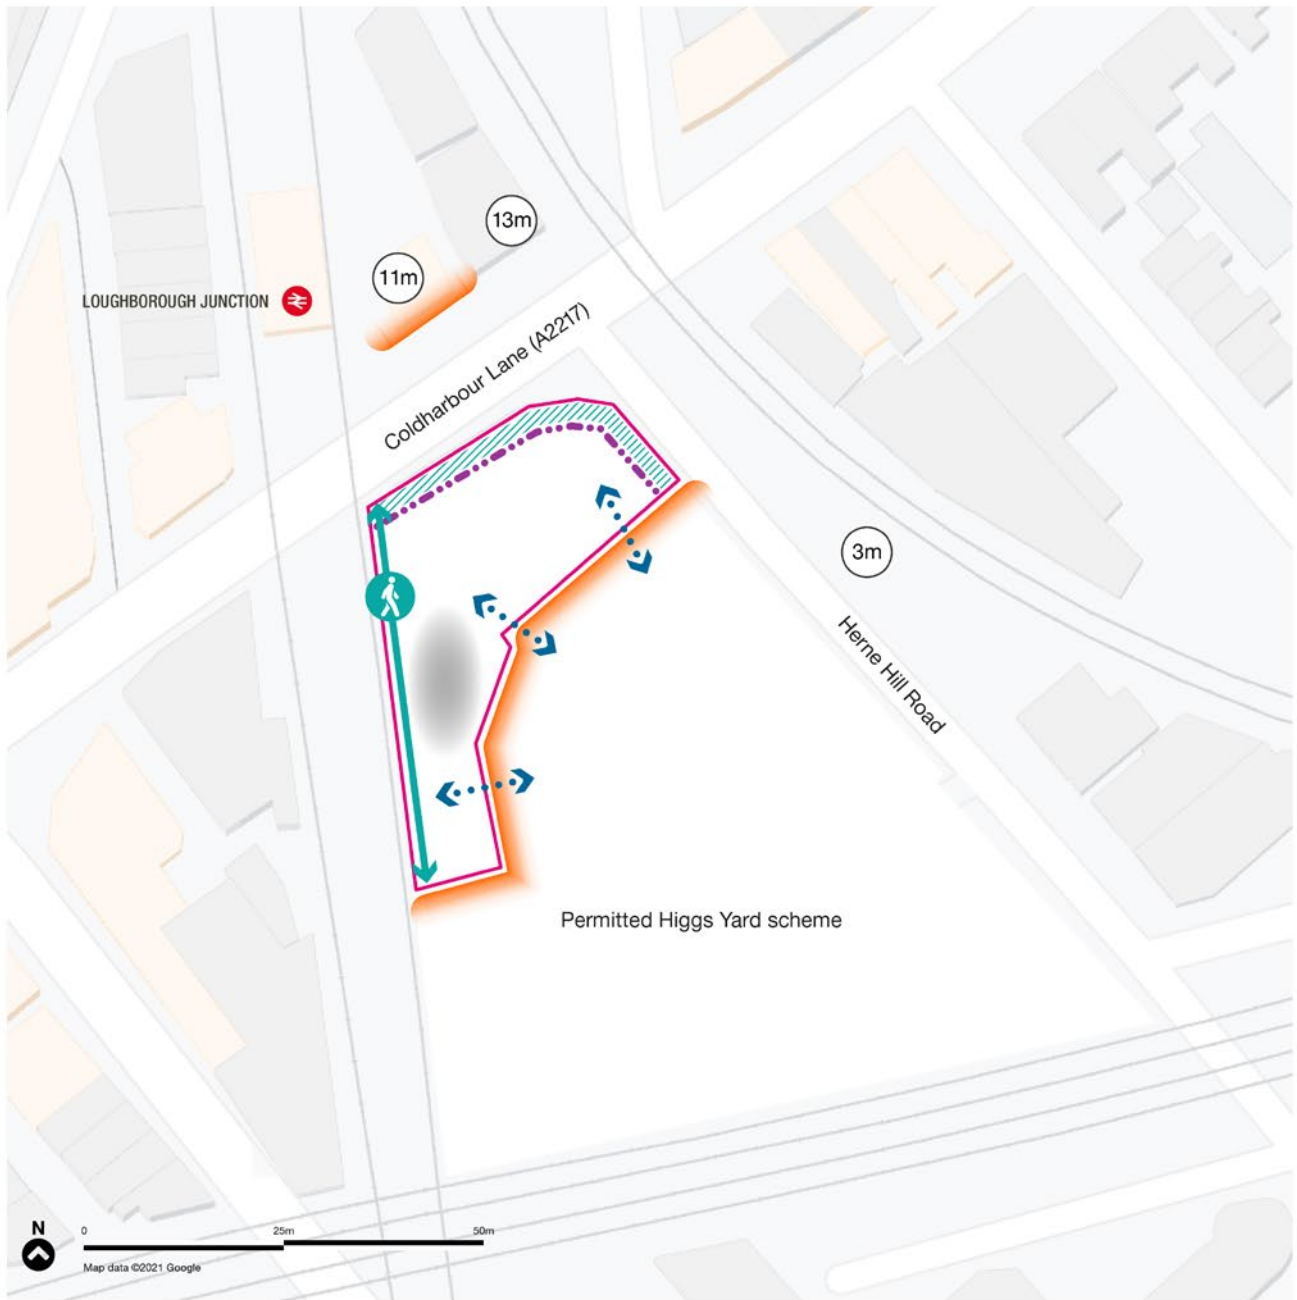 13m
11m
LOUGHBOROUGH JUNCTION
Coldharbour Lane (A2217)
3m
Herne Hill Road
Permitted Higgs Yard scheme
N
0 25m 50m
Map data ©2021 Google